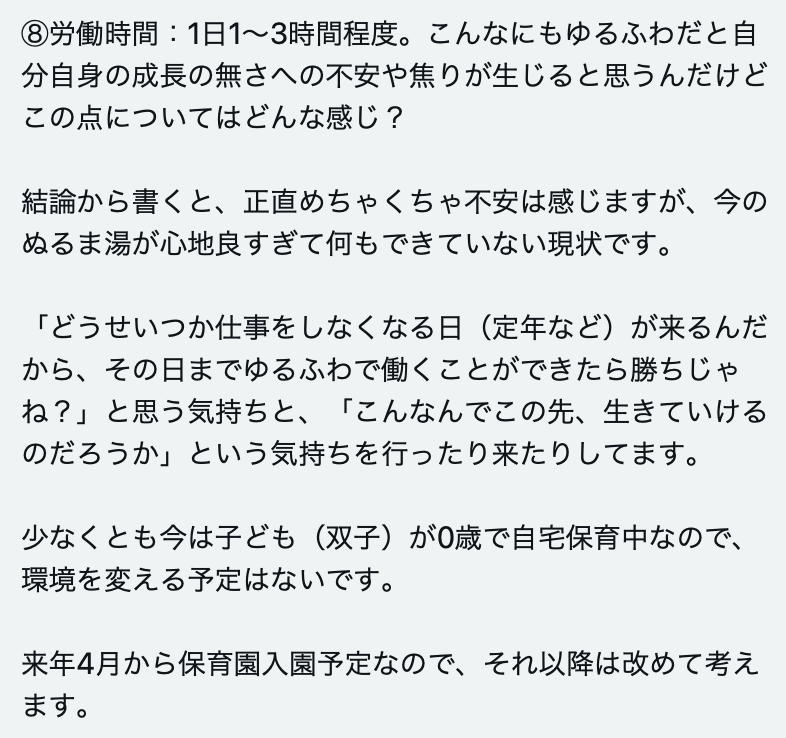 ⑧労働時間：1日1〜3時間程度。こんなにもゆるふわだと自
分自身の成長の無さへの不安や焦りが生じると思うんだけど
この点についてはどんな感じ？
結論から書くと、正直めちゃくちゃ不安は感じますが、今の
ぬるま湯が心地良すぎて何もできていない現状です。
「どうせいつか仕事をしなくなる日（定年など）が来るんだ
から、その日までゆるふわで働くことができたら勝ちじゃ
ね？」と思う気持ちと、「こんなんでこの先、生きていける
のだろうか」という気持ちを行ったり来たりしてます。
少なくとも今は子ども（双子）が0歳で自宅保育中なので、
環境を変える予定はないです。
来年4月から保育園入園予定なので、それ以降は改めて考え
ます。